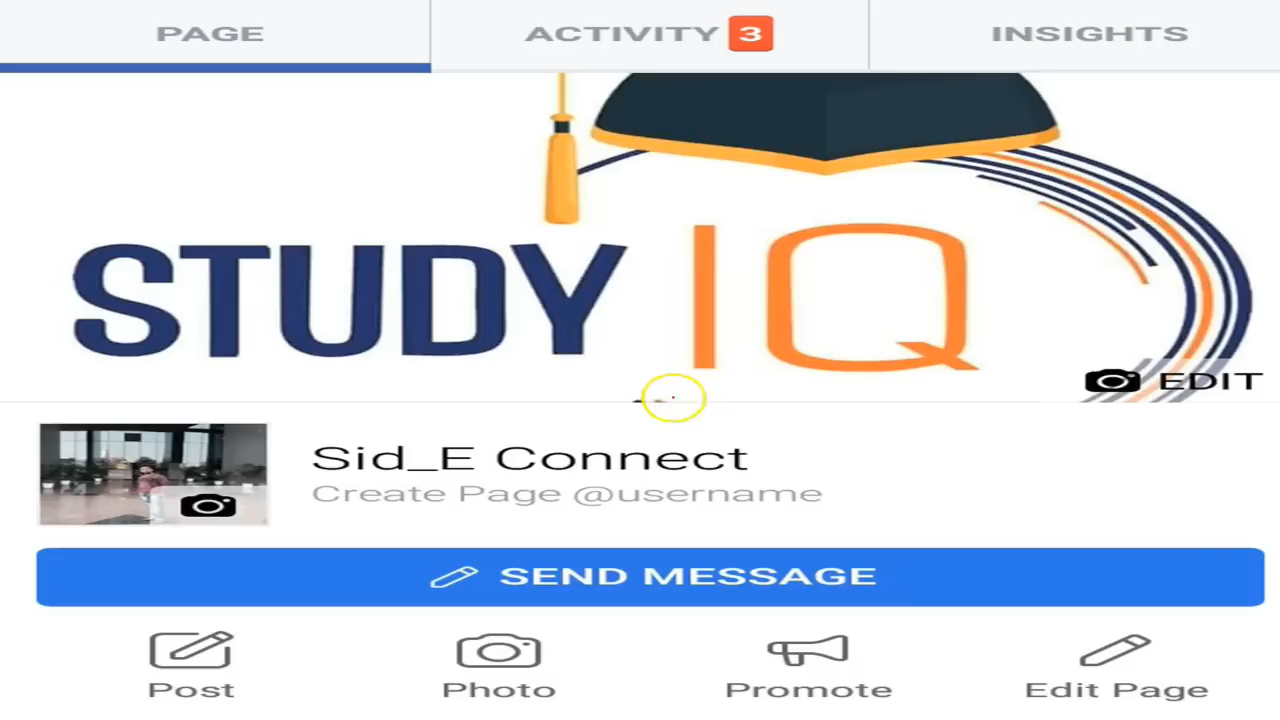 PAGE
ACTIVITY 3
INSIGHTS
STUDY IQ
EDIT
Sid_E Connect
Create Page @username
SEND MESSAGE
Post
Photo
Promote
Edit Page